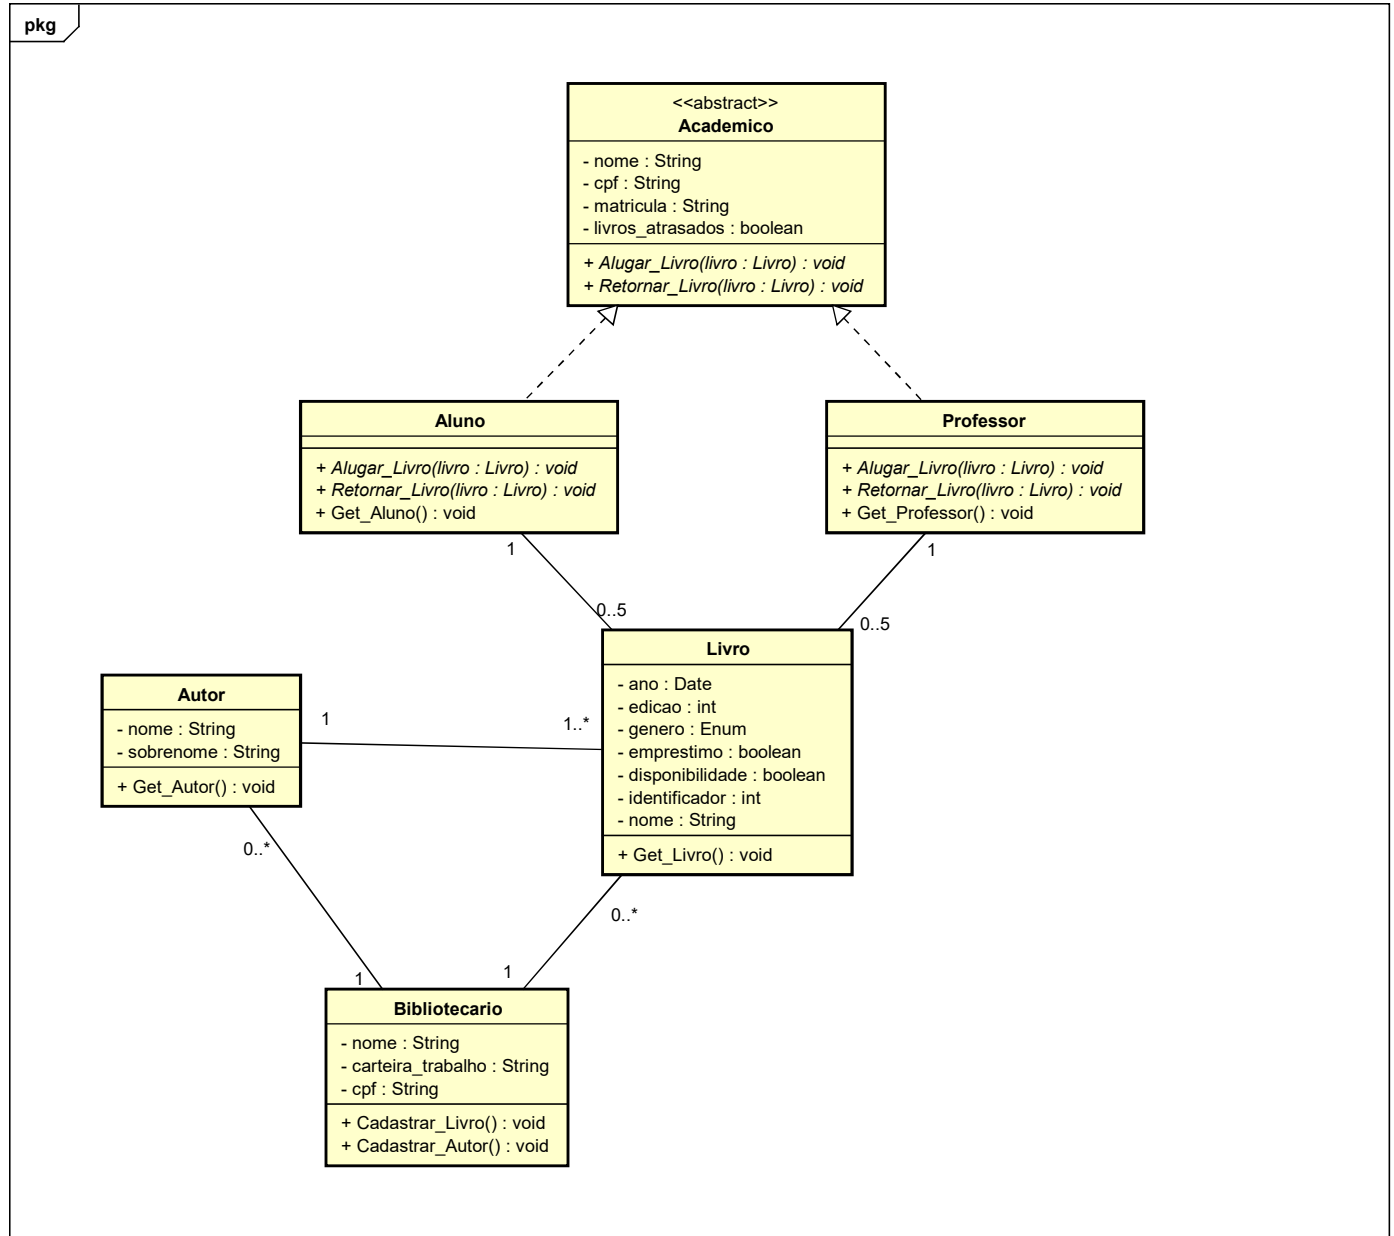 pkg
<<abstract>>
Academico
- nome : String
- cpf : String
- matricula : String
- livros_atrasados : boolean
+ Alugar_Livro(livro : Livro) : void
+ Retornar_Livro(livro : Livro) : void
Aluno
+ Alugar_Livro(livro : Livro) : void
+ Retornar_Livro(livro : Livro) : void
+ Get_Aluno() : void
Professor
+ Alugar_Livro(livro : Livro) : void
+ Retornar_Livro(livro : Livro) : void
+ Get_Professor() : void
1
1
0..5
0..5
Livro
- ano : Date
- edicao : int
- genero : Enum
- emprestimo : boolean
- disponibilidade : boolean
- identificador : int
- nome : String
+ Get_Livro() : void
Autor
- nome : String
- sobrenome : String
+ Get_Autor() : void
1
1..*
0..*
0..*
1
1
Bibliotecario
- nome : String
- carteira_trabalho : String
- cpf : String
+ Cadastrar_Livro() : void
+ Cadastrar_Autor() : void